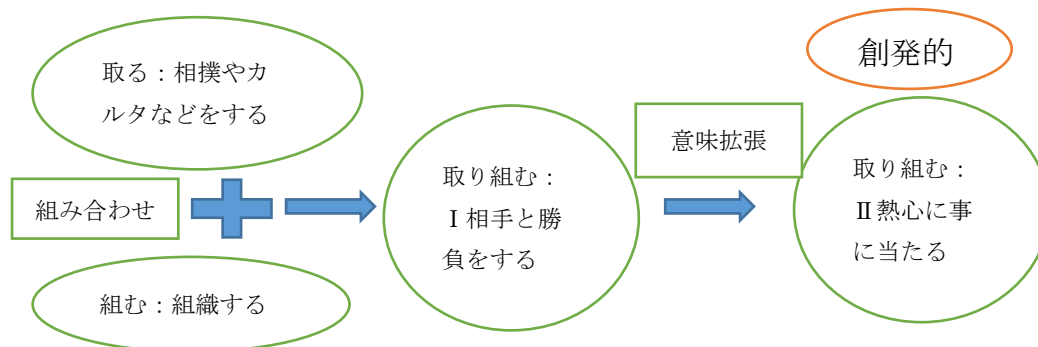 取る：相撲やカ
ルタなどをする
組み合わせ
組む：組織する
取り組む：
Ⅰ相手と勝
負をする
意味拡張
創発的
取り組む：
Ⅱ熱心に事
に当たる